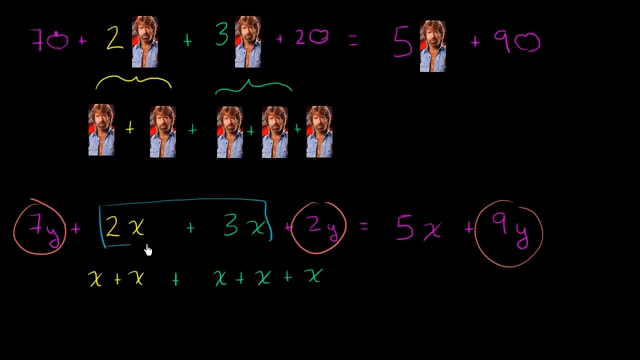 7 + 2 + 3 + 2 = 5 + 9
+ + + +
7y + 2x + 3x + 2y = 5x + 9y
x + x + x + x + x